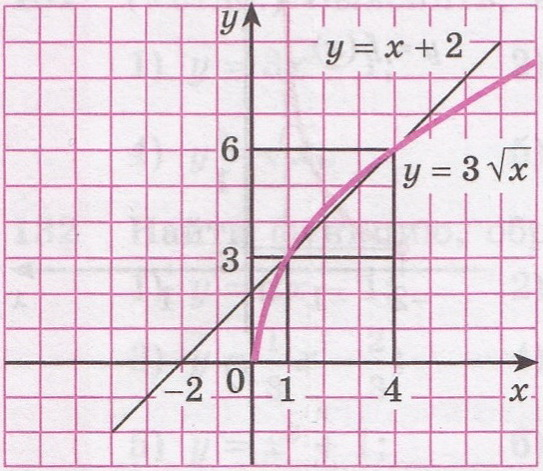 y
y = x + 2
6
y = 3√x
3
−2
0
1
4
x